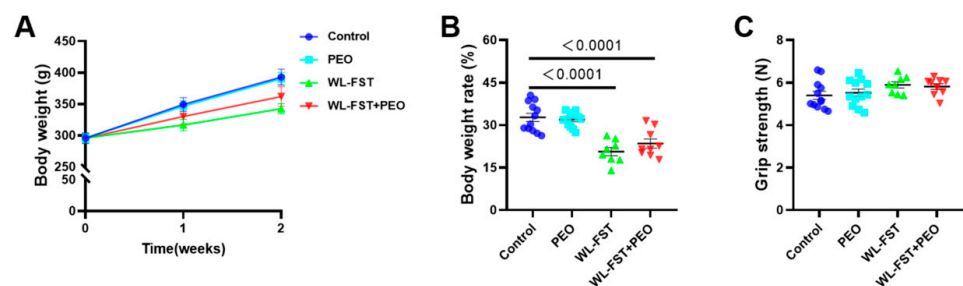 A
Body weight (g)
450
400
350
300
250
50
0
0
1
2
Time(weeks)
Control
PEO
WL-FST
WL-FST+PEO
B
Body weight rate (%)
60
45
30
15
0
<0.0001
<0.0001
Control
PEO
WL-FST
WL-FST+PEO
C
Grip strength (N)
8
6
4
2
0
Control
PEO
WL-FST
WL-FST+PEO